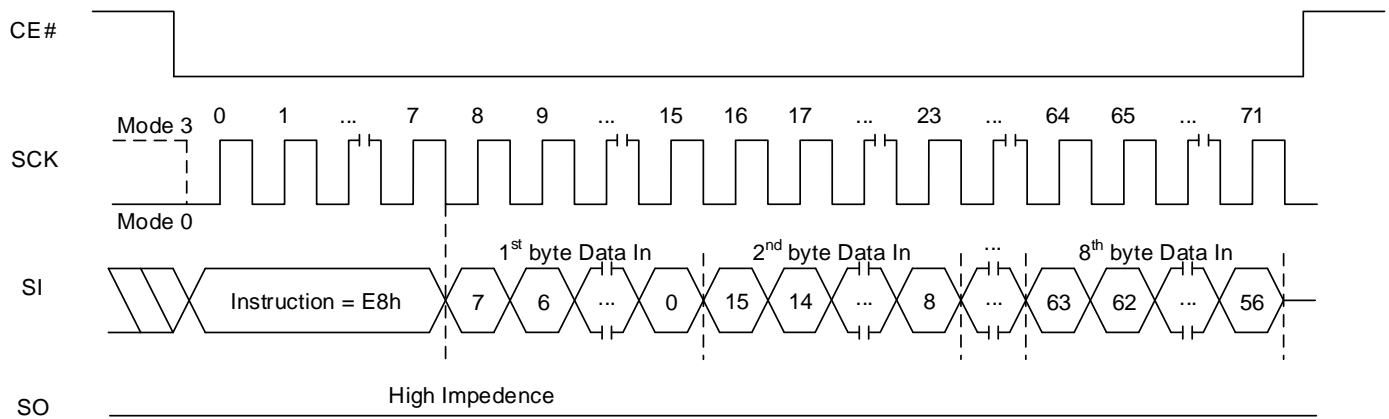 CE#
0 1 ... 7 8 9 ... 15 16 17 ... 23 ... 64 65 ... 71
Mode 3
SCK
Mode 0
1st byte Data In 2nd byte Data In ... 8th byte Data In
SI Instruction = E8h 7 6 ... 0 15 14 ... 8 ... 63 62 ... 56
High Impedence
SO